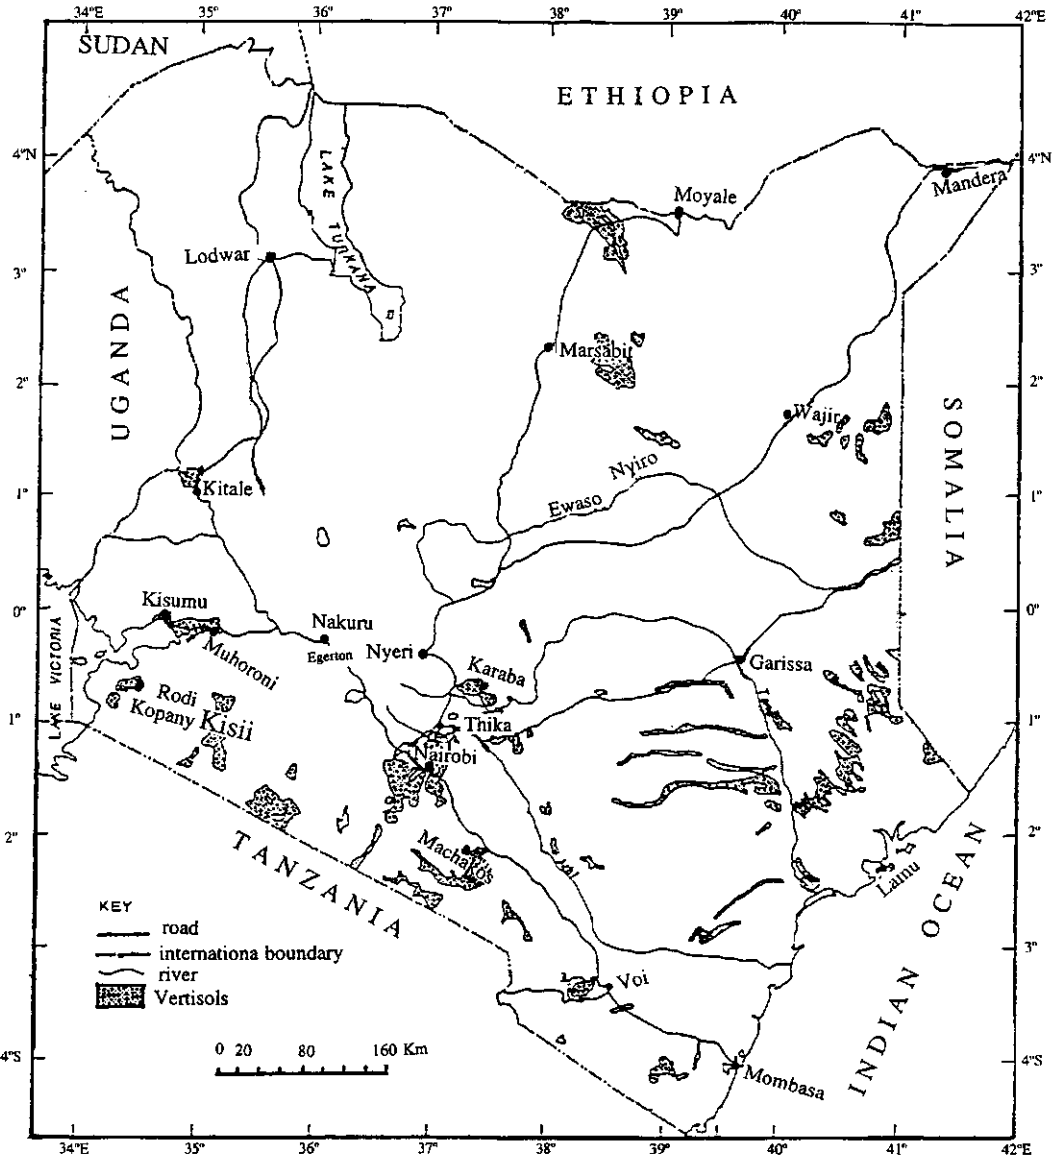 34°E 35° 36° 37° 38° 39° 40° 41° 42°E
SUDAN
ETHIOPIA
4°N
4°N
LAKE TURKANA
Moyale
Mandera
Lodwar
3°
3°
UGANDA
Marsabit
2°
2°
Wajir
SOMALIA
Nyiro
Ewaso
Kitale
1°
1°
Kisumu
0°
0°
Nakuru
LAKE VICTORIA
Muhoroni
Egerton
Nyeri
Garissa
Karaba
Rodi
Kopany
Kisii
1°
1°
Thika
Nairobi
2°
2°
TANZANIA
Machakos
Lamu
INDIAN OCEAN
KEY
road
internationa boundary
river
Vertisols
3°
3°
Voi
0 20 80 160 Km
4°S
4°S
Mombasa
34°E 35° 36° 37° 38° 39° 40° 41° 42°E